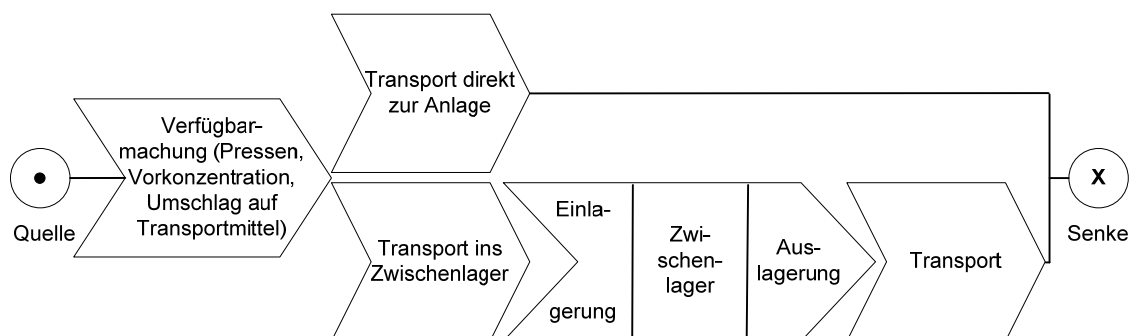 Quelle
Verfügbar-
machung (Pressen,
Vorkonzentration,
Umschlag auf
Transportmittel)
Transport direkt
zur Anlage
Transport ins
Zwischenlager
Einla-
gerung
Zwi-
schen-
lager
Aus-
lagerung
Transport
X
Senke